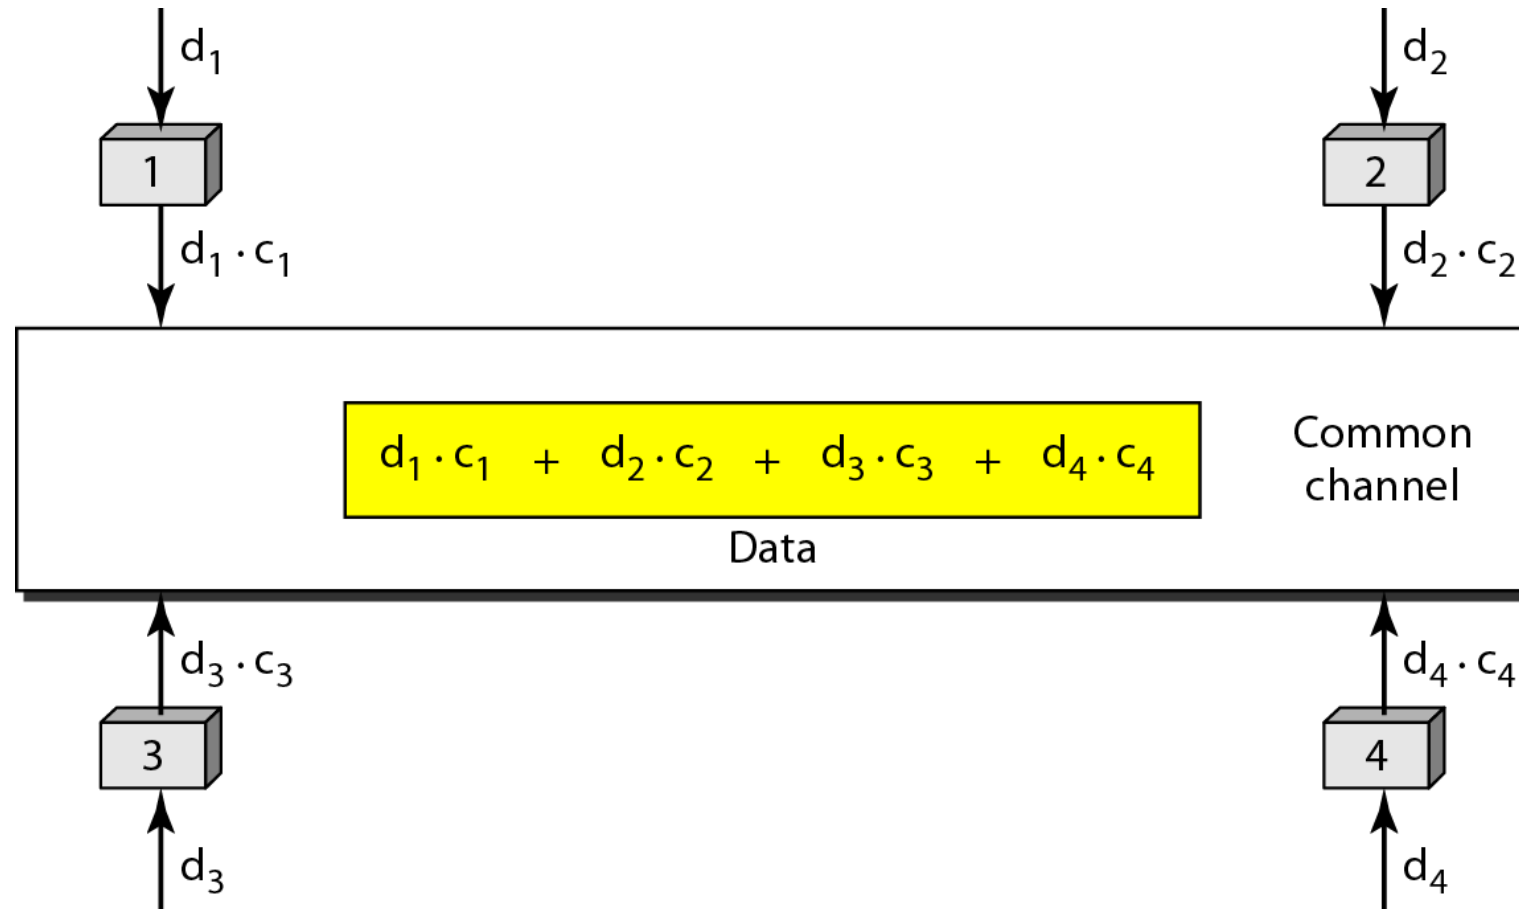 d₁
d₂
1
2
d₁ · c₁
d₂ · c₂
d₁ · c₁ + d₂ · c₂ + d₃ · c₃ + d₄ · c₄
Common
channel
Data
d₃ · c₃
d₄ · c₄
3
4
d₃
d₄